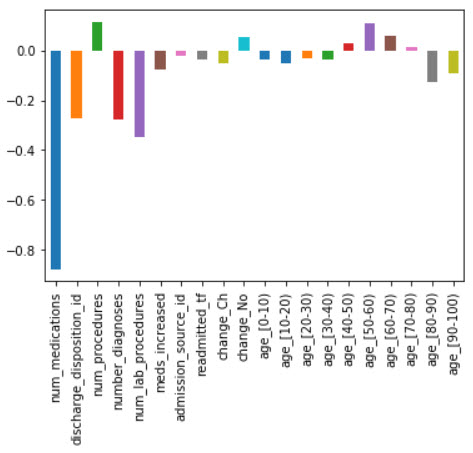 0.0
−0.2
−0.4
−0.6
−0.8
num_medications
discharge_disposition_id
num_procedures
number_diagnoses
num_lab_procedures
meds_increased
admission_source_id
readmitted_tf
change_Ch
change_No
age_[0-10)
age_[10-20)
age_[20-30)
age_[30-40)
age_[40-50)
age_[50-60)
age_[60-70)
age_[70-80)
age_[80-90)
age_[90-100)